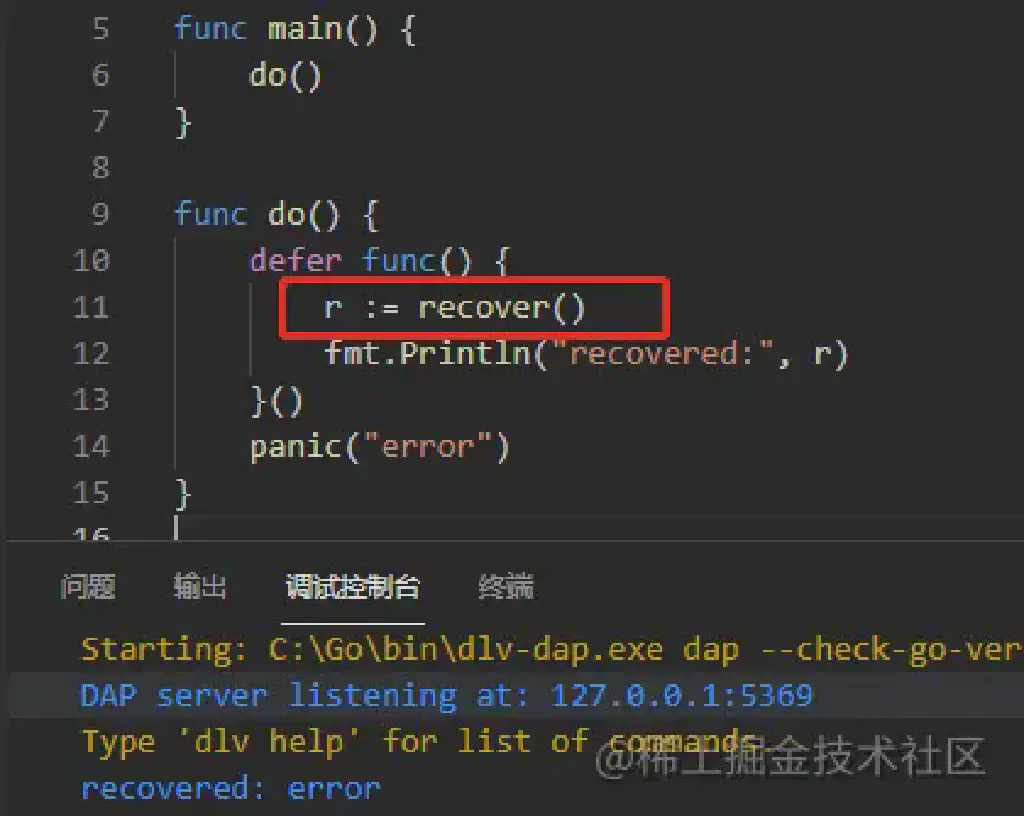 5 func main() {
6 do()
7 }
8
9 func do() {
10 defer func() {
11 r := recover()
12 fmt.Println("recovered:", r)
13 }()
14 panic("error")
15 }
16
问题 输出 调试控制台 终端
Starting: C:\Go\bin\dlv-dap.exe dap --check-go-ver
DAP server listening at: 127.0.0.1:5369
Type 'dlv help' for list of commands.
recovered: error
@稀土掘金技术社区